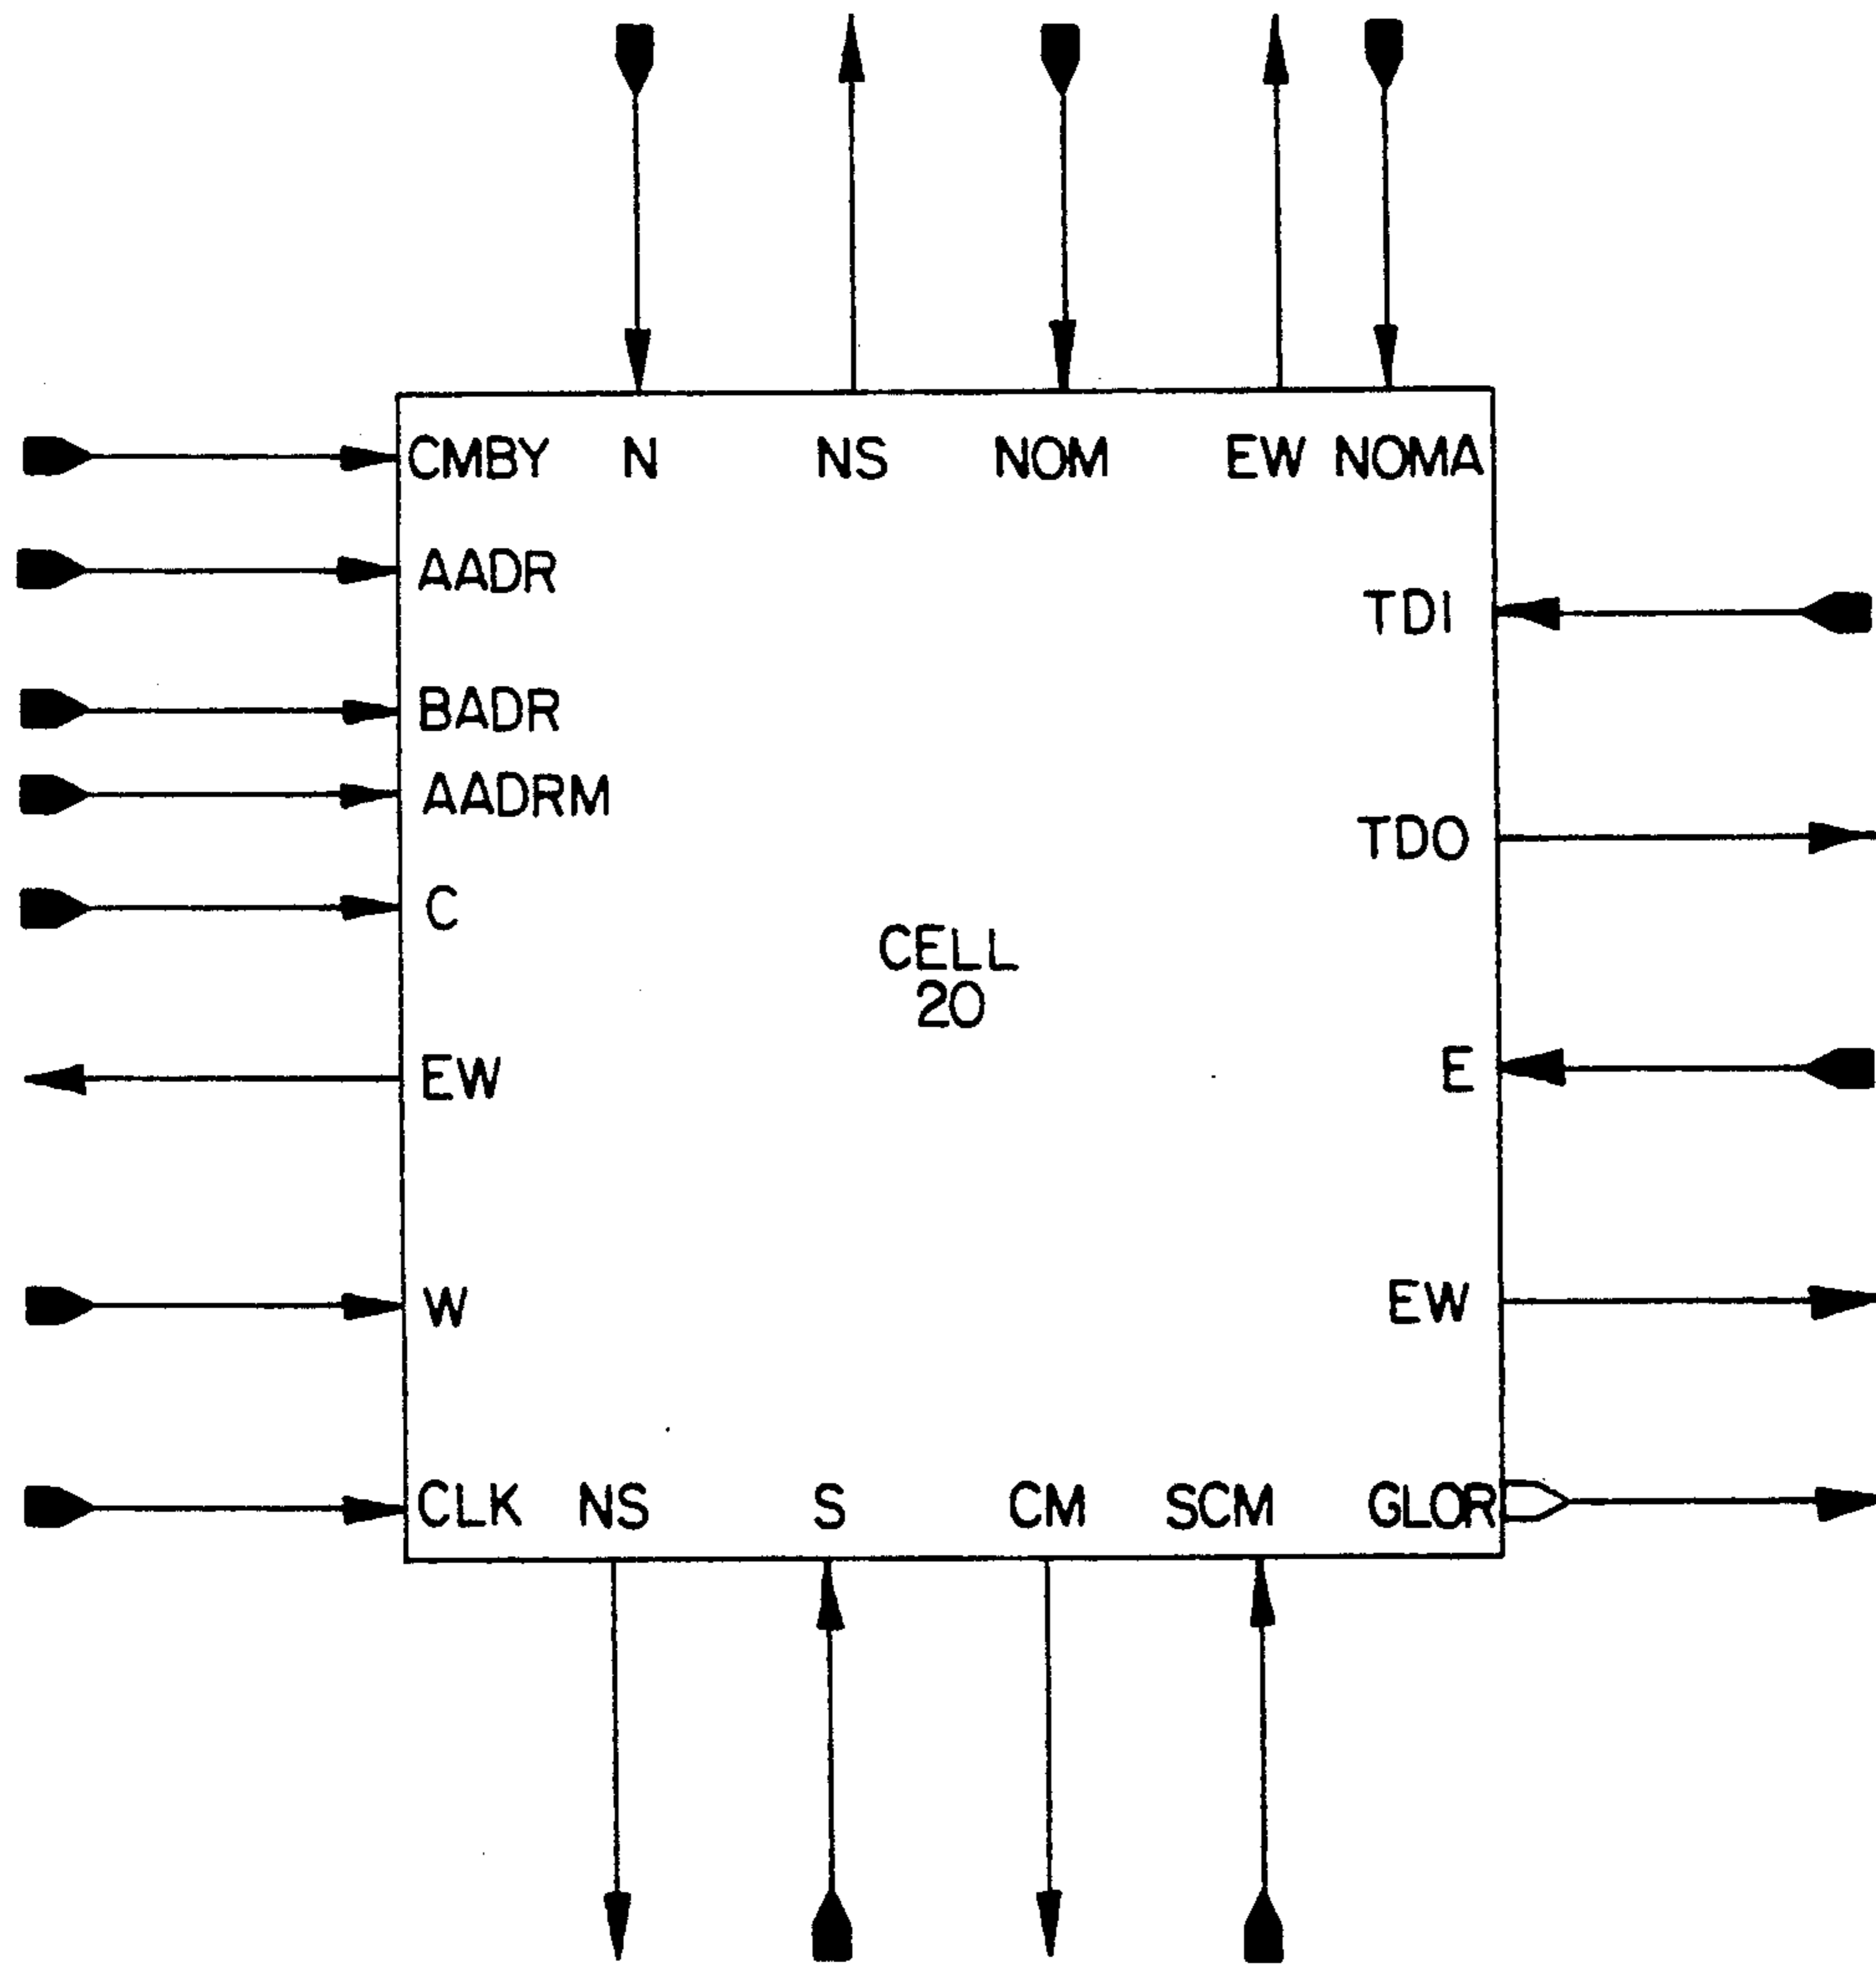 CMBY N NS NOM EW NOMA
AADR
TDI
BADR
AADRM
TDO
C
CELL
20
EW
E
W
EW
CLK NS S CM SCM GLOR